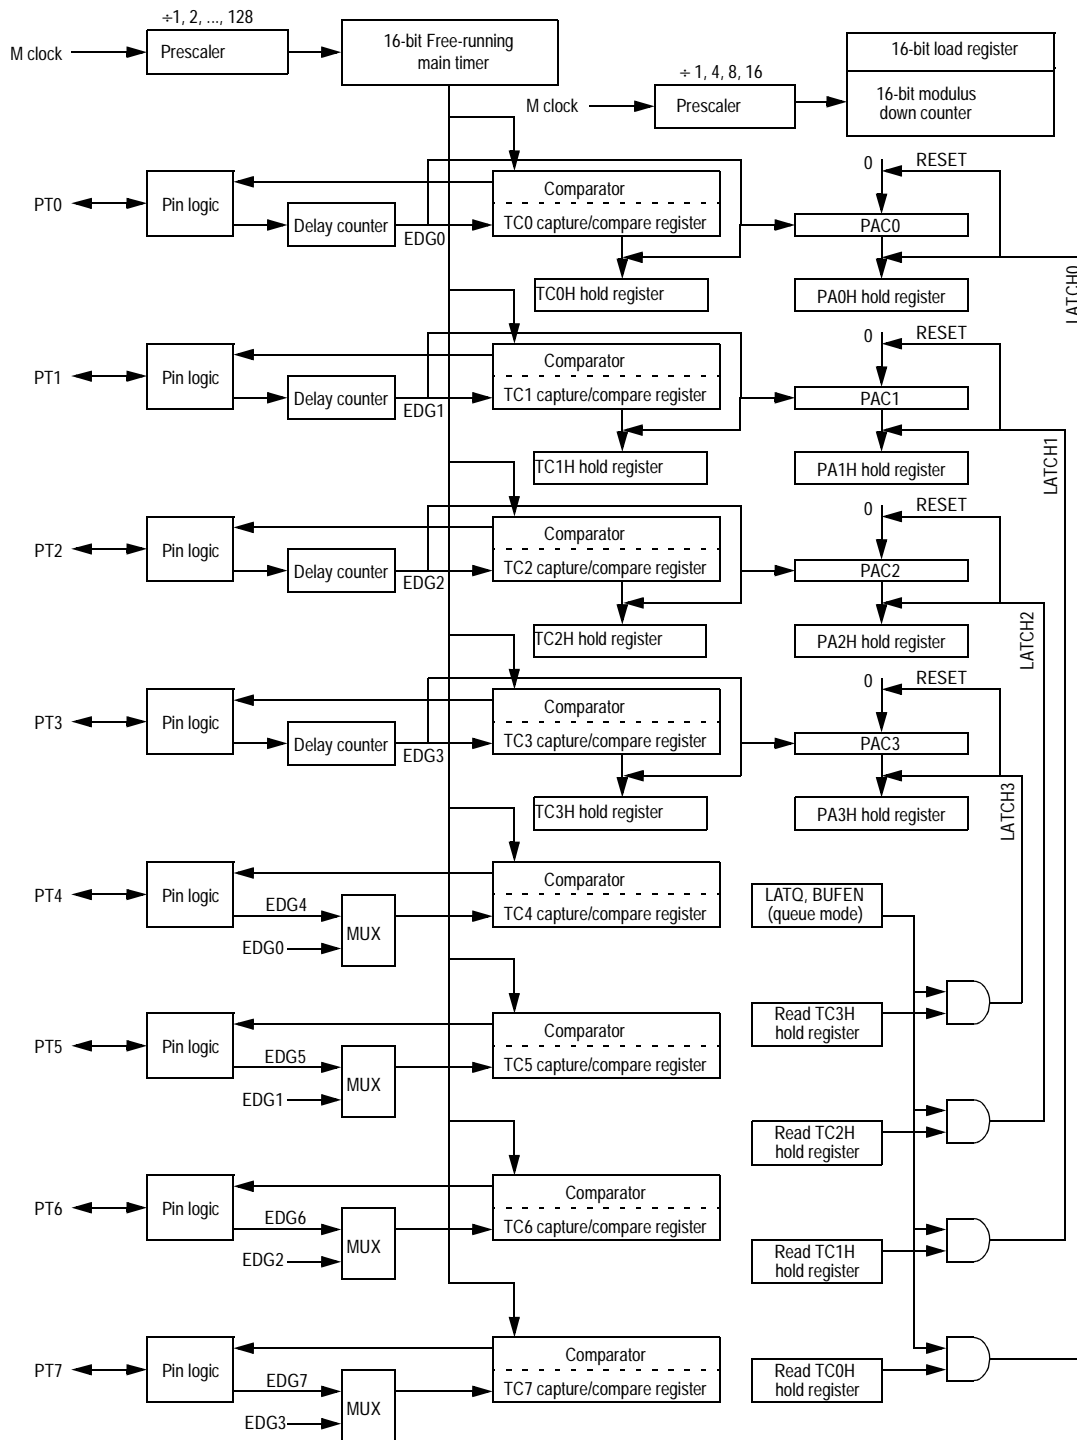 ÷1, 2, ..., 128
M clock
Prescaler
16-bit Free-running
main timer
÷ 1, 4, 8, 16
M clock
Prescaler
16-bit load register
16-bit modulus
down counter
PT0
Pin logic
Delay counter
EDG0
Comparator
TC0 capture/compare register
TC0H hold register
0
RESET
PAC0
PA0H hold register
LATCH0
PT1
Pin logic
Delay counter
EDG1
Comparator
TC1 capture/compare register
TC1H hold register
0
RESET
PAC1
PA1H hold register
LATCH1
PT2
Pin logic
Delay counter
EDG2
Comparator
TC2 capture/compare register
TC2H hold register
0
RESET
PAC2
PA2H hold register
LATCH2
PT3
Pin logic
Delay counter
EDG3
Comparator
TC3 capture/compare register
TC3H hold register
0
RESET
PAC3
PA3H hold register
LATCH3
PT4
Pin logic
EDG4
EDG0
MUX
Comparator
TC4 capture/compare register
LATQ, BUFEN
(queue mode)
Read TC3H
hold register
PT5
Pin logic
EDG5
EDG1
MUX
Comparator
TC5 capture/compare register
Read TC2H
hold register
PT6
Pin logic
EDG6
EDG2
MUX
Comparator
TC6 capture/compare register
Read TC1H
hold register
PT7
Pin logic
EDG7
EDG3
MUX
Comparator
TC7 capture/compare register
Read TC0H
hold register